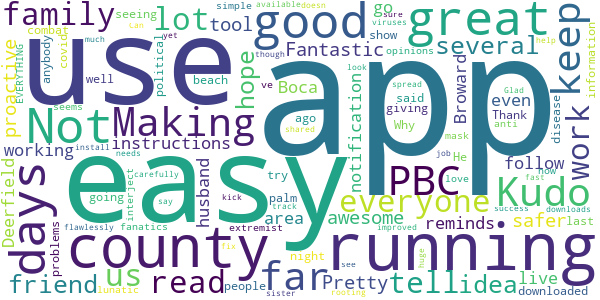 family
seeing
combat
covid
EVERYTHING
anybody
proactive
use
lot
political
yet
tool
simple
available
doesn
can
much
good
though
Fantastic
hope
beach
ve
Boca
ago
shared
great
go
sure
viruses
show
opinions
several
even
said
giving
Why
Broward
Glad
Thank
anti
look
spread
mask
keep
help
information
disease
work
app
Not
Making
well
seems
instructions
working
install
needs
easy
husband
notification
PBC
He
job
love
now
fast
follow
Kudo
Deerfield
days
going
carefully
say
interject
fanatics
try
palm
track
area
awesome
everyone
downloads
success
reminds
safer
last
county
problems
flawlessly
kick
extremist
fix
night
running
improved
us
friend
read
lunatic
people
sister
far
Pretty
see
routing
huge
tell
idea
live
downloaded